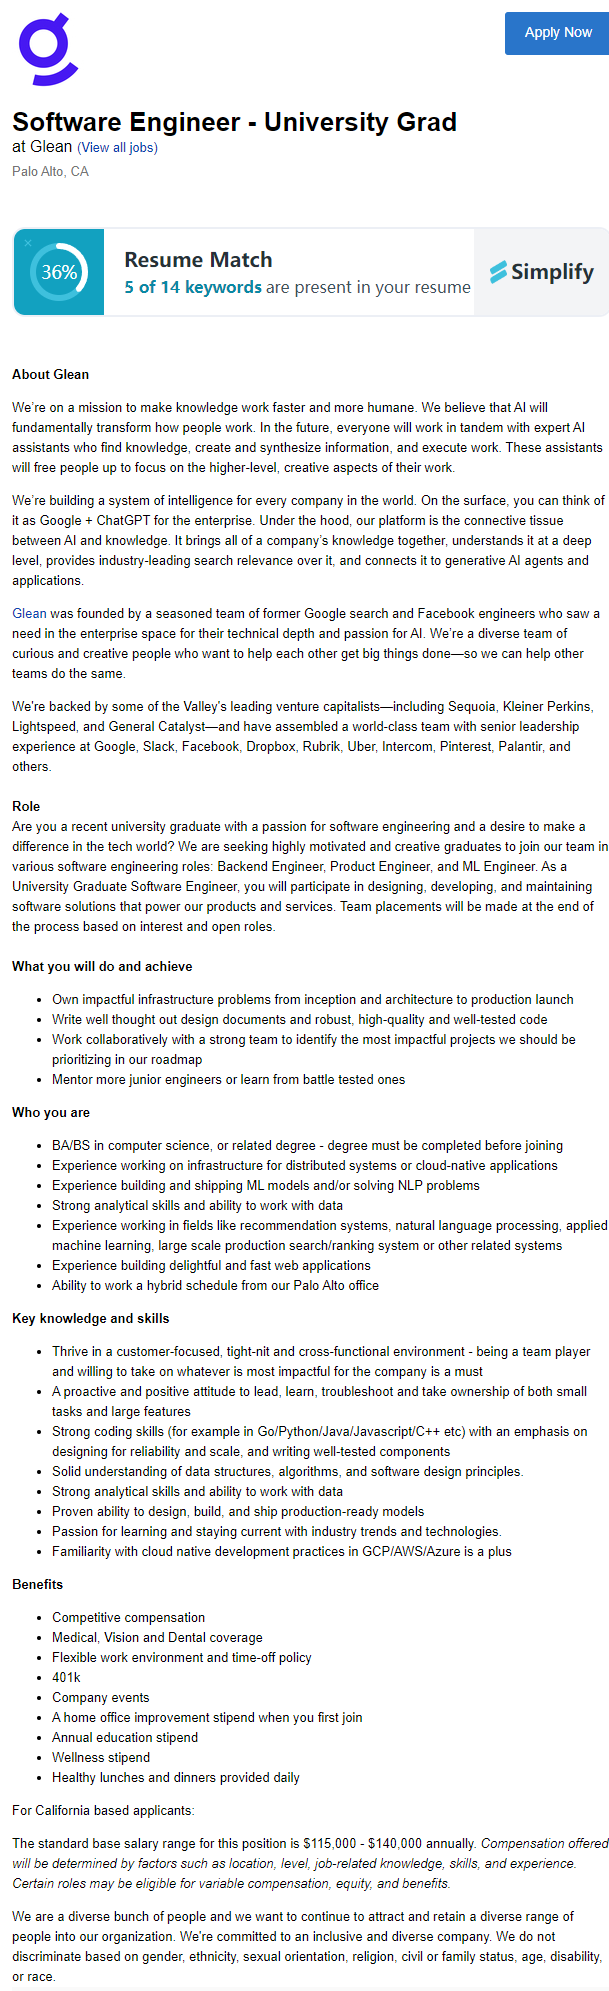 Apply Now
Software Engineer - University Grad
at Glean (View all jobs)
Palo Alto, CA
×
36%
Resume Match
5 of 14 keywords are present in your resume
Simplify
About Glean
We're on a mission to make knowledge work faster and more humane. We believe that AI will
fundamentally transform how people work. In the future, everyone will work in tandem with expert AI
assistants who find knowledge, create and synthesize information, and execute work. These assistants
will free people up to focus on the higher-level, creative aspects of their work.
We're building a system of intelligence for every company in the world. On the surface, you can think of
it as Google + ChatGPT for the enterprise. Under the hood, our platform is the connective tissue
between AI and knowledge. It brings all of a company's knowledge together, understands it at a deep
level, provides industry-leading search relevance over it, and connects it to generative AI agents and
applications.
Glean was founded by a seasoned team of former Google search and Facebook engineers who saw a
need in the enterprise space for their technical depth and passion for AI. We're a diverse team of
curious and creative people who want to help each other get big things done—so we can help other
teams do the same.
We're backed by some of the Valley's leading venture capitalists—including Sequoia, Kleiner Perkins,
Lightspeed, and General Catalyst—and have assembled a world-class team with senior leadership
experience at Google, Slack, Facebook, Dropbox, Rubrik, Uber, Intercom, Pinterest, Palantir, and
others.
Role
Are you a recent university graduate with a passion for software engineering and a desire to make a
difference in the tech world? We are seeking highly motivated and creative graduates to join our team in
various software engineering roles: Backend Engineer, Product Engineer, and ML Engineer. As a
University Graduate Software Engineer, you will participate in designing, developing, and maintaining
software solutions that power our products and services. Team placements will be made at the end of
the process based on interest and open roles.
What you will do and achieve
• Own impactful infrastructure problems from inception and architecture to production launch
• Write well thought out design documents and robust, high-quality and well-tested code
• Work collaboratively with a strong team to identify the most impactful projects we should be
prioritizing in our roadmap
• Mentor more junior engineers or learn from battle tested ones
Who you are
• BA/BS in computer science, or related degree - degree must be completed before joining
• Experience working on infrastructure for distributed systems or cloud-native applications
• Experience building and shipping ML models and/or solving NLP problems
• Strong analytical skills and ability to work with data
• Experience working in fields like recommendation systems, natural language processing, applied
machine learning, large scale production search/ranking system or other related systems
• Experience building delightful and fast web applications
• Ability to work a hybrid schedule from our Palo Alto office
Key knowledge and skills
• Thrive in a customer-focused, tight-nit and cross-functional environment - being a team player
and willing to take on whatever is most impactful for the company is a must
• A proactive and positive attitude to lead, learn, troubleshoot and take ownership of both small
tasks and large features
• Strong coding skills (for example in Go/Python/Java/Javascript/C++ etc) with an emphasis on
designing for reliability and scale, and writing well-tested components
• Solid understanding of data structures, algorithms, and software design principles.
• Strong analytical skills and ability to work with data
• Proven ability to design, build, and ship production-ready models
• Passion for learning and staying current with industry trends and technologies.
• Familiarity with cloud native development practices in GCP/AWS/Azure is a plus
Benefits
• Competitive compensation
• Medical, Vision and Dental coverage
• Flexible work environment and time-off policy
• 401k
• Company events
• A home office improvement stipend when you first join
• Annual education stipend
• Wellness stipend
• Healthy lunches and dinners provided daily
For California based applicants:
The standard base salary range for this position is $115,000 - $140,000 annually. Compensation offered
will be determined by factors such as location, level, job-related knowledge, skills, and experience.
Certain roles may be eligible for variable compensation, equity, and benefits.
We are a diverse bunch of people and we want to continue to attract and retain a diverse range of
people into our organization. We're committed to an inclusive and diverse company. We do not
discriminate based on gender, ethnicity, sexual orientation, religion, civil or family status, age, disability,
or race.